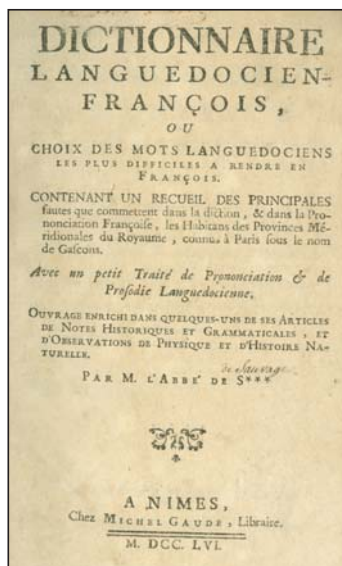 DICTIONNAIRE
LANGUEDOCIEN-
FRANÇOIS,
OU
CHOIX DES MOTS LANGUEDOCIENS
LES PLUS DIFFICILES A RENDRE EN
FRANÇOIS.
CONTENANT UN RECUEIL DES PRINCIPALES
fautes que commettent dans la diction, & dans la Pro-
nonciation Françoise, les Habitans des Provinces Mé-
ridionales du Royaume, connus à Paris sous le nom
de Gascons.
Avec un petit Traité de Prononciation & de
Prosodie Languedocienne.
OUVRAGE ENRICHI DANS QUELQUES-UNS DE SES ARTICLES
DE NOTES HISTORIQUES ET GRAMMATICALES, ET
D'OBSERVATIONS DE PHYSIQUE ET D'HISTOIRE NA-
TURELLE.
de Sauvage
PAR M. L'ABBÉ DE S***
A NIMES,
Chez MICHEL GAUDE, Libraire.
M. DCC. LVI.